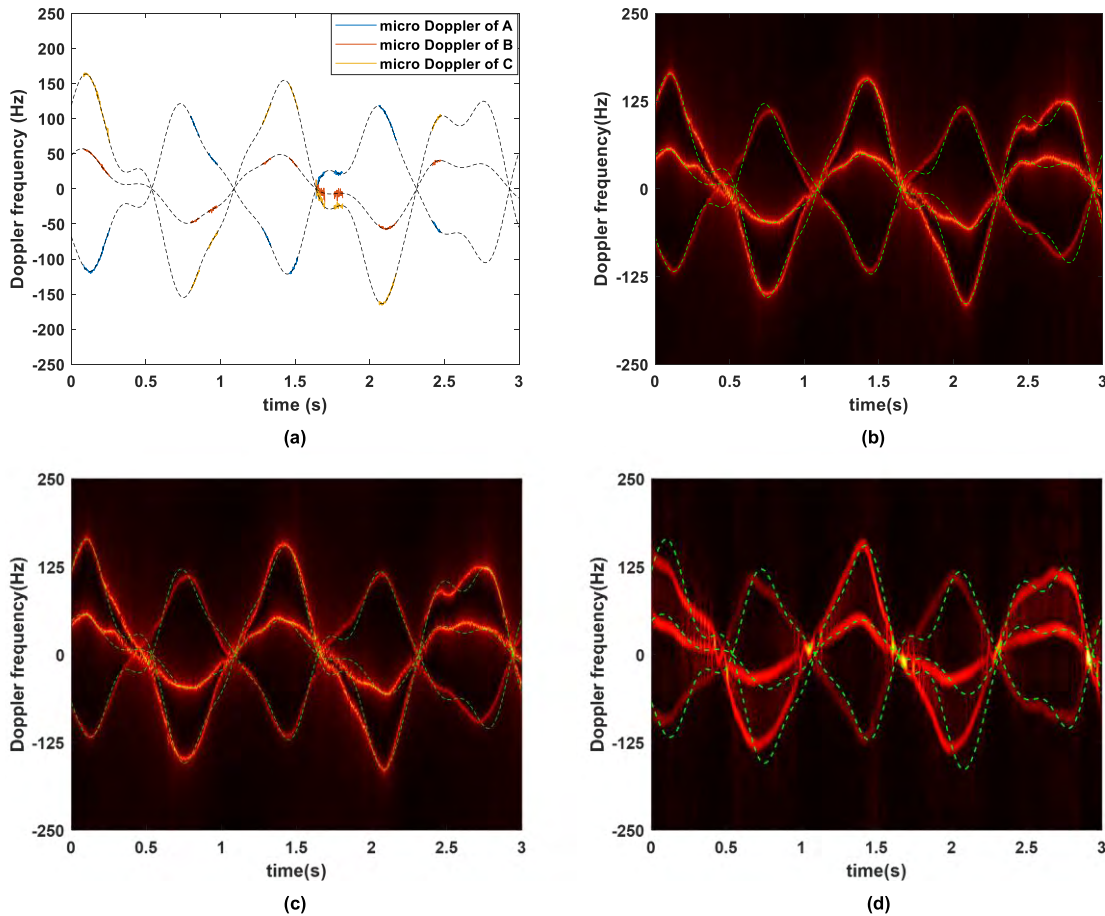 250
200
150
100
50
0
-50
-100
-150
-200
-250
Doppler frequency (Hz)
micro Doppler of A
micro Doppler of B
micro Doppler of C
0 0.5 1 1.5 2 2.5 3
time (s)
(a)
250
125
0
-125
-250
Doppler frequency(Hz)
0 0.5 1 1.5 2 2.5 3
time(s)
(b)
250
125
0
-125
-250
Doppler frequency(Hz)
0 0.5 1 1.5 2 2.5 3
time(s)
(c)
250
125
0
-125
-250
Doppler frequency(Hz)
0 0.5 1 1.5 2 2.5 3
time(s)
(d)